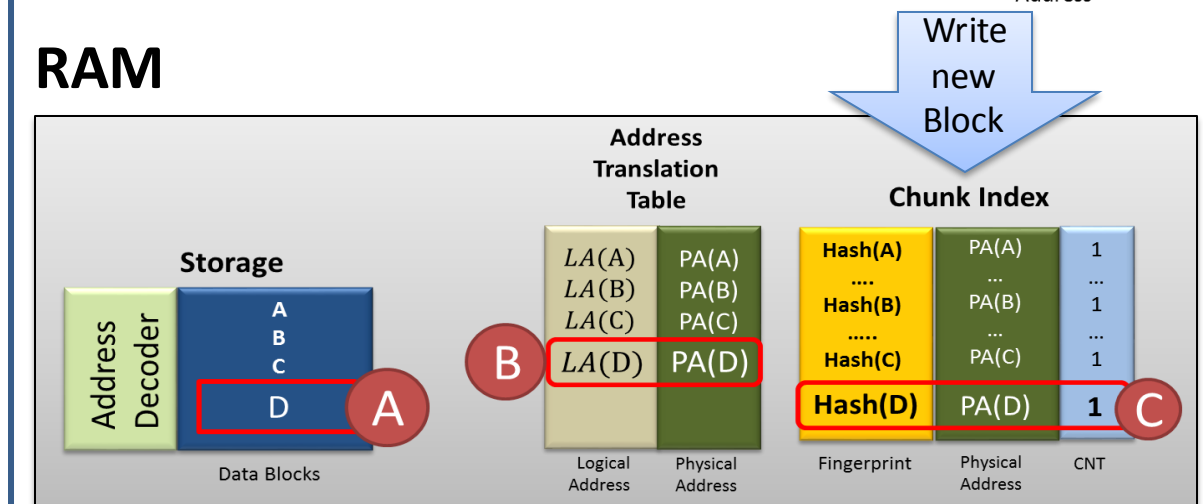 Address
Write
new
Block
RAM
Address
Translation
Table
Chunk Index
Storage
Address
Decoder
A
B
C
D
A
Data Blocks
B
LA(A) PA(A)
LA(B) PA(B)
LA(C) PA(C)
LA(D) PA(D)
Logical
Address
Physical
Address
Hash(A) PA(A) 1
.... ... ...
Hash(B) PA(B) 1
..... ... ...
Hash(C) PA(C) 1
Hash(D) PA(D) 1
C
Fingerprint
Physical
Address
CNT